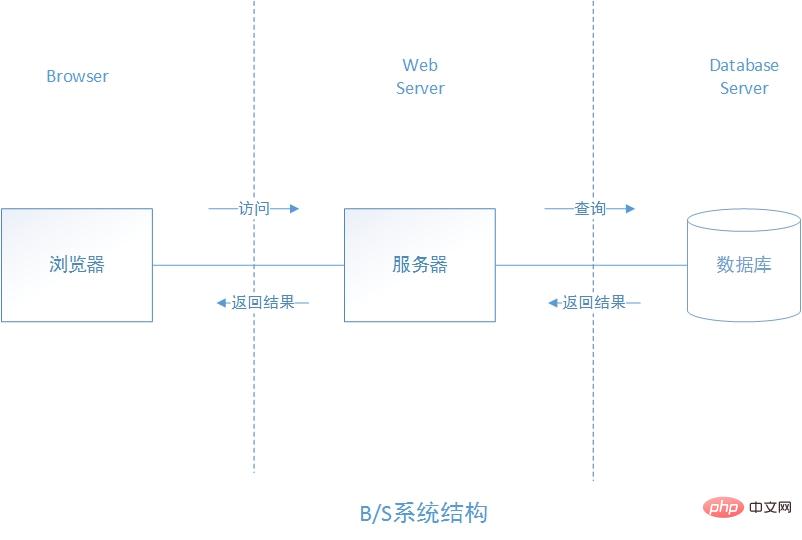 Browser
Web
Server
Database
Server
访问
查询
浏览器
服务器
数据库
返回结果
返回结果
B/S系统结构
php 中文网